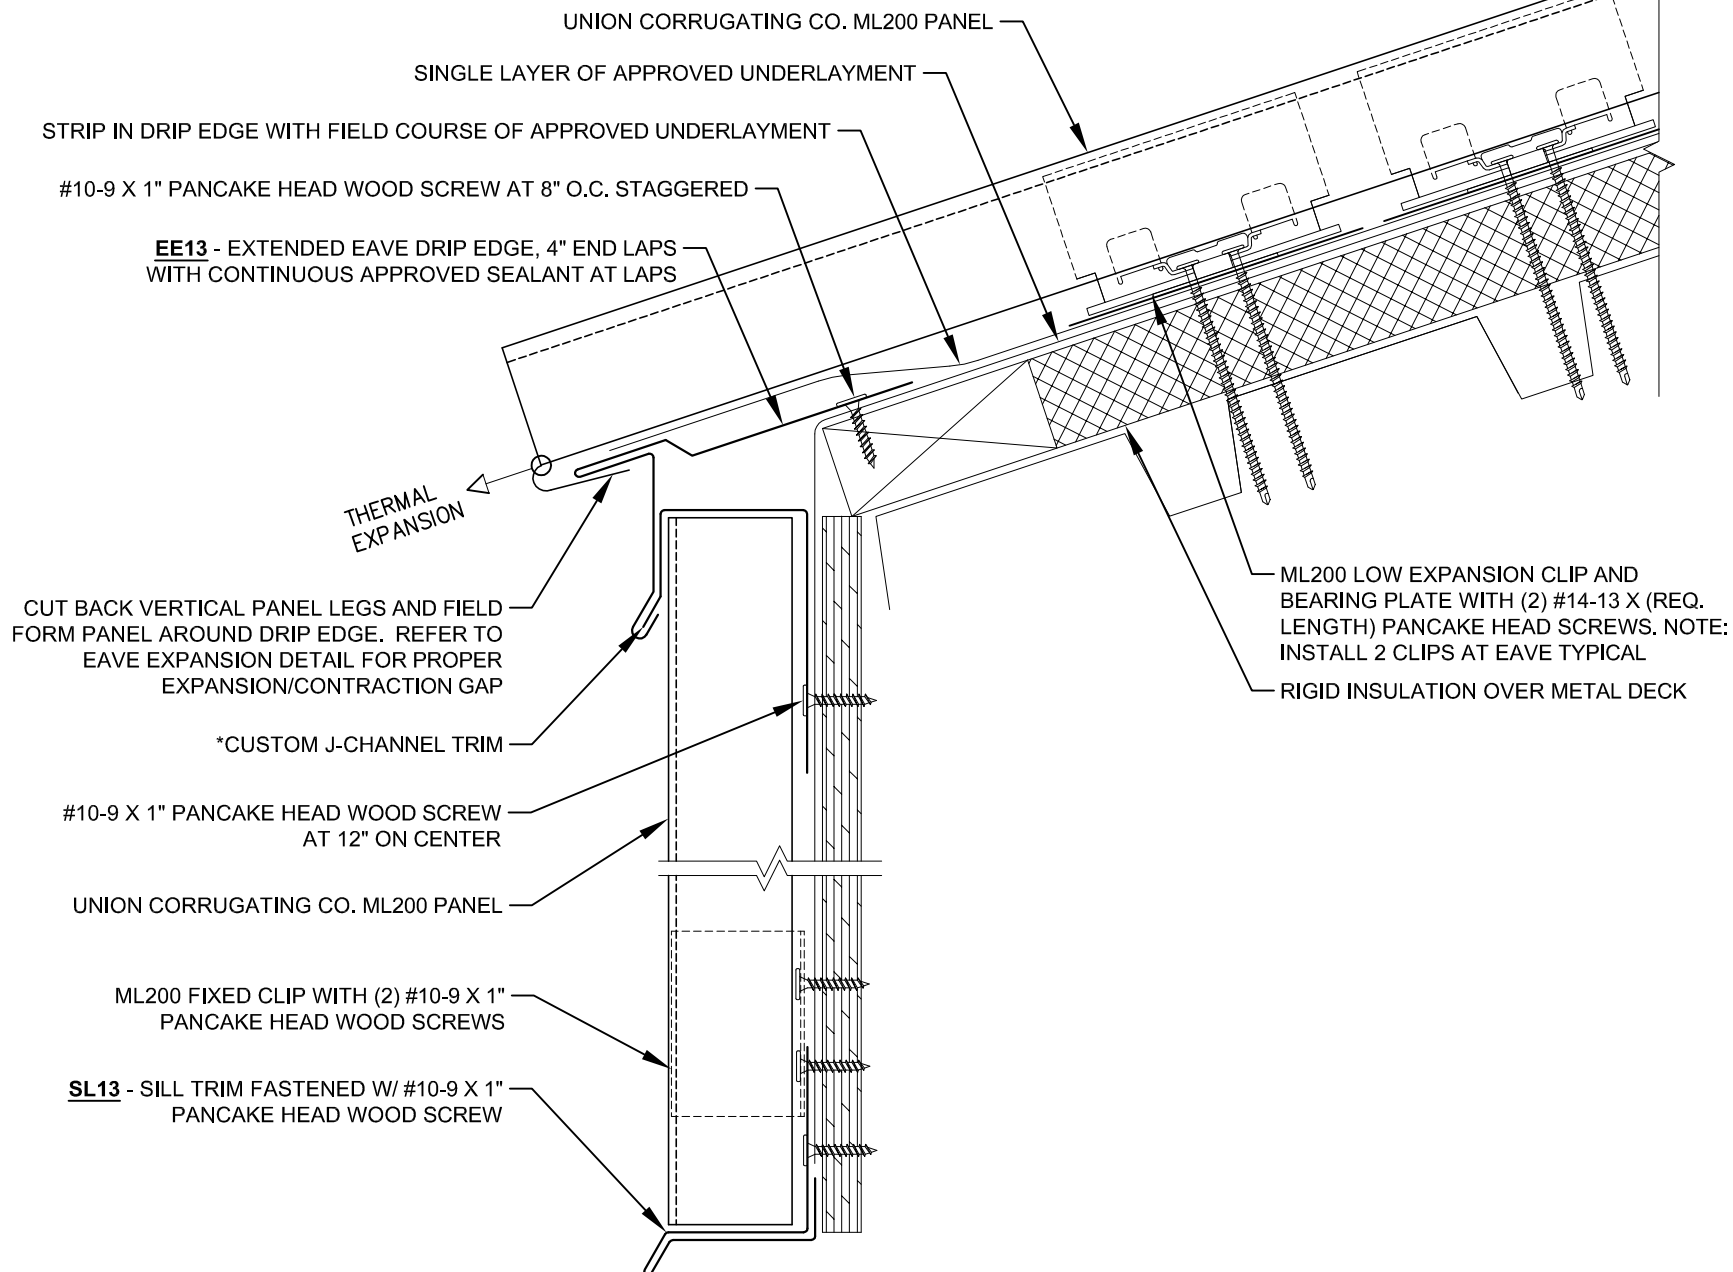 UNION CORRUGATING CO. ML200 PANEL
SINGLE LAYER OF APPROVED UNDERLAYMENT
STRIP IN DRIP EDGE WITH FIELD COURSE OF APPROVED UNDERLAYMENT
#10-9 X 1" PANCAKE HEAD WOOD SCREW AT 8" O.C. STAGGERED
EE13 - EXTENDED EAVE DRIP EDGE, 4" END LAPS
WITH CONTINUOUS APPROVED SEALANT AT LAPS
THERMAL
EXPANSION
CUT BACK VERTICAL PANEL LEGS AND FIELD
FORM PANEL AROUND DRIP EDGE. REFER TO
EAVE EXPANSION DETAIL FOR PROPER
EXPANSION/CONTRACTION GAP
*CUSTOM J-CHANNEL TRIM
#10-9 X 1" PANCAKE HEAD WOOD SCREW
AT 12" ON CENTER
UNION CORRUGATING CO. ML200 PANEL
ML200 FIXED CLIP WITH (2) #10-9 X 1"
PANCAKE HEAD WOOD SCREWS
SL13 - SILL TRIM FASTENED W/ #10-9 X 1"
PANCAKE HEAD WOOD SCREW
ML200 LOW EXPANSION CLIP AND
BEARING PLATE WITH (2) #14-13 X (REQ.
LENGTH) PANCAKE HEAD SCREWS. NOTE:
INSTALL 2 CLIPS AT EAVE TYPICAL
RIGID INSULATION OVER METAL DECK